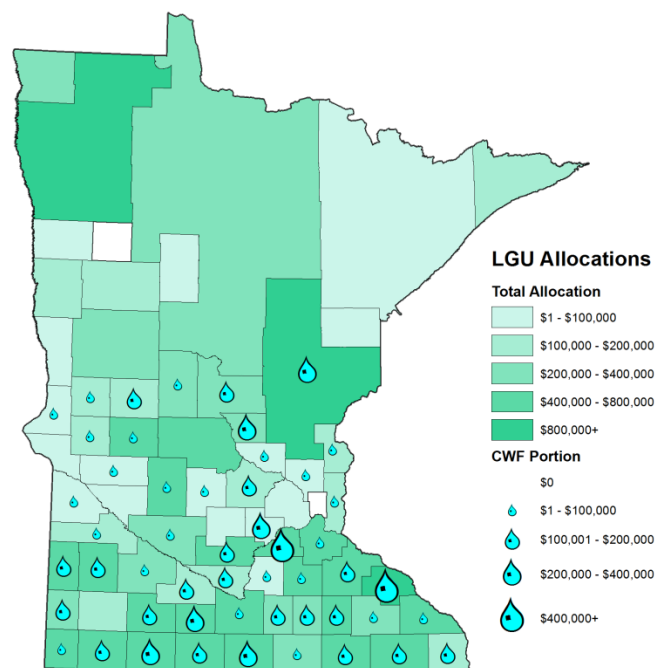 LGU Allocations
Total Allocation
$1 - $100,000
$100,000 - $200,000
$200,000 - $400,000
$400,000 - $800,000
$800,000+
CWF Portion
$0
$1 - $100,000
$100,001 - $200,000
$200,000 - $400,000
$400,000+